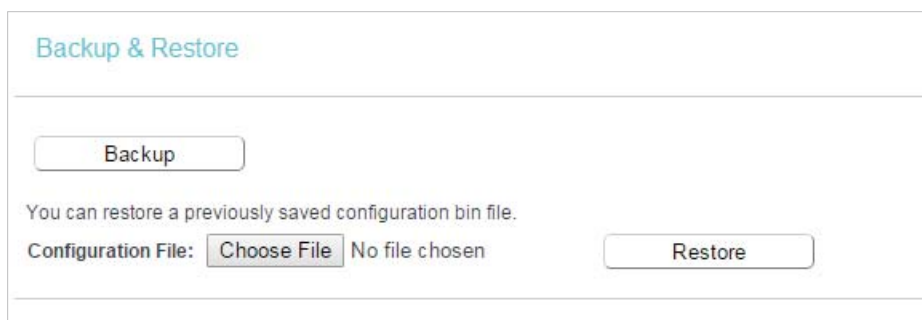 Backup & Restore
Backup
You can restore a previously saved configuration bin file.
Configuration File: Choose File No file chosen Restore